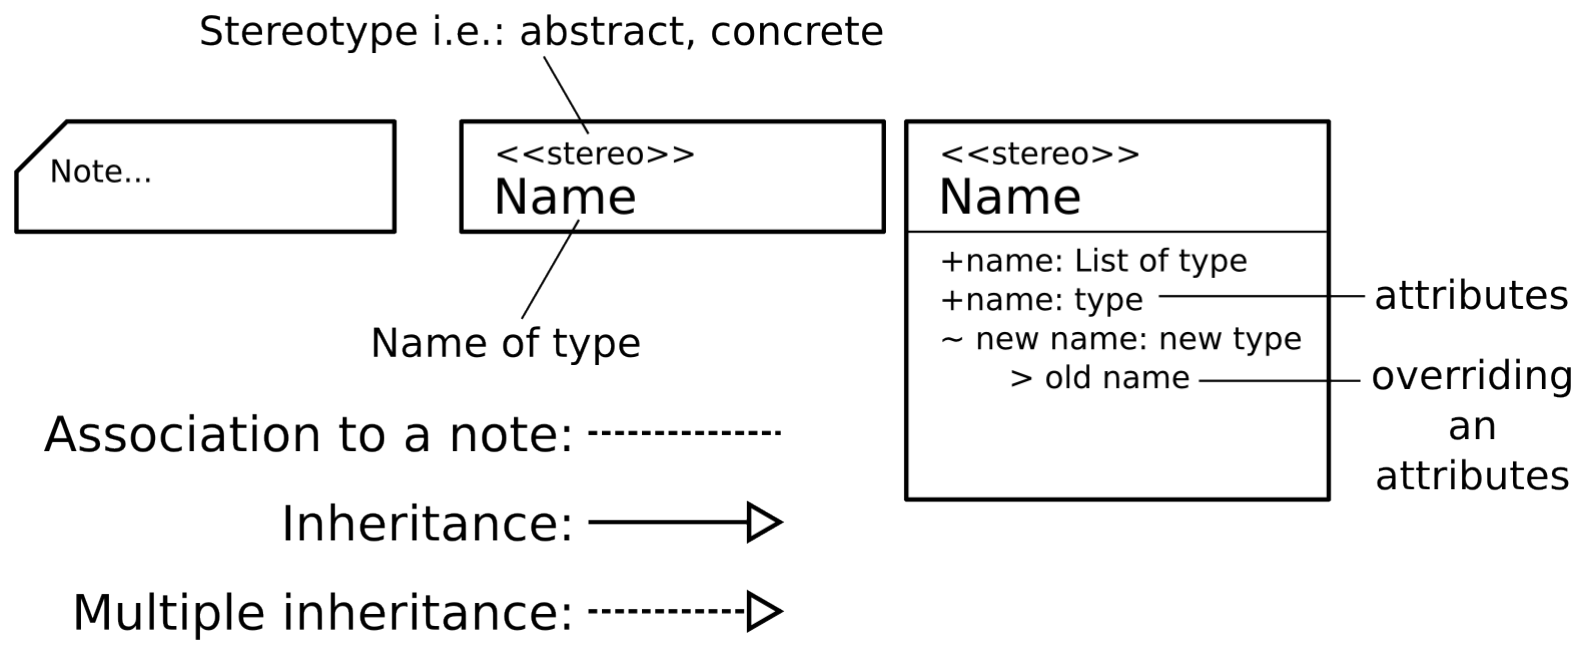 Stereotype i.e.: abstract, concrete
Note...
<<stereo>>
Name
<<stereo>>
Name
+name: List of type
+name: type
~ new name: new type
> old name
attributes
overriding
an
attributes
Name of type
Association to a note:
Inheritance:
Multiple inheritance: